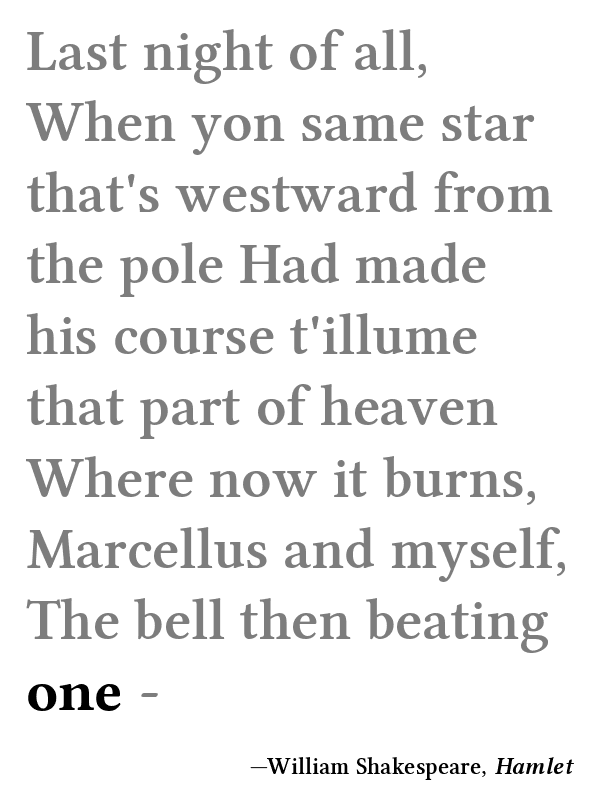 Last night of all,
When yon same star
that's westward from
the pole Had made
his course t'illume
that part of heaven
Where now it burns,
Marcellus and myself,
The bell then beating
one -
—William Shakespeare, Hamlet